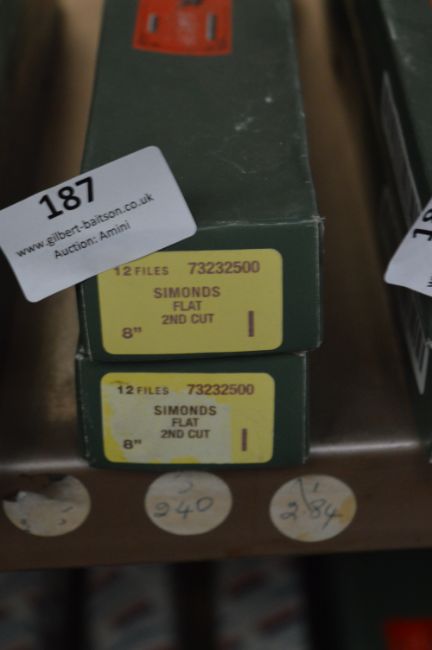 187
www.gilbert-baitson.co.uk
Auction: Amini
12 FILES 73232500
SIMONDS
FLAT
2ND CUT
8"
12 FILES 73232500
SIMONDS
FLAT
2ND CUT
8"
240
284